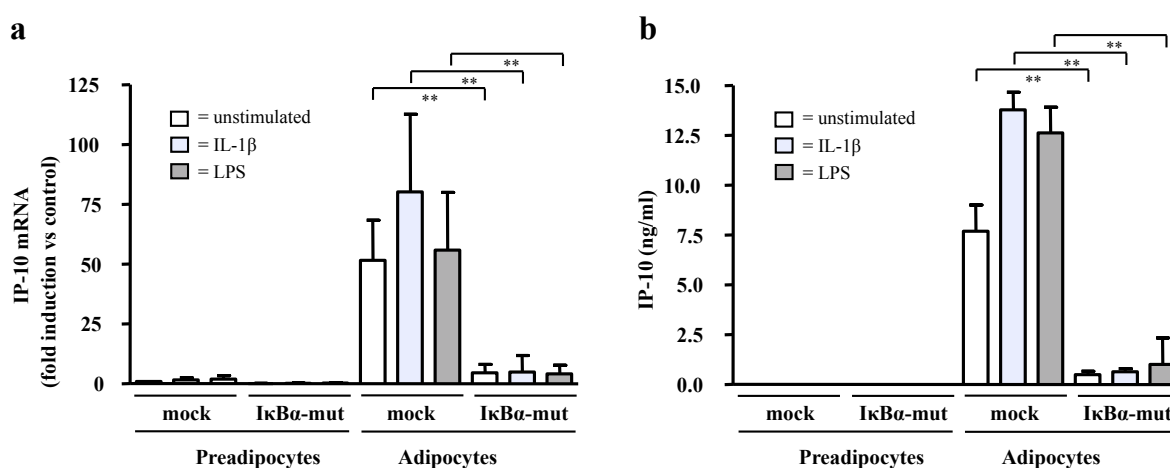 a
IP-10 mRNA
(fold induction vs control)
125
100
75
50
25
0
= unstimulated
= IL-1β
= LPS
**
**
**
mock
IκBα-mut
mock
IκBα-mut
Preadipocytes
Adipocytes
b
IP-10 (ng/ml)
15.0
12.5
10.0
7.5
5.0
2.5
0.0
= unstimulated
= IL-1β
= LPS
**
**
**
mock
IκBα-mut
mock
IκBα-mut
Preadipocytes
Adipocytes